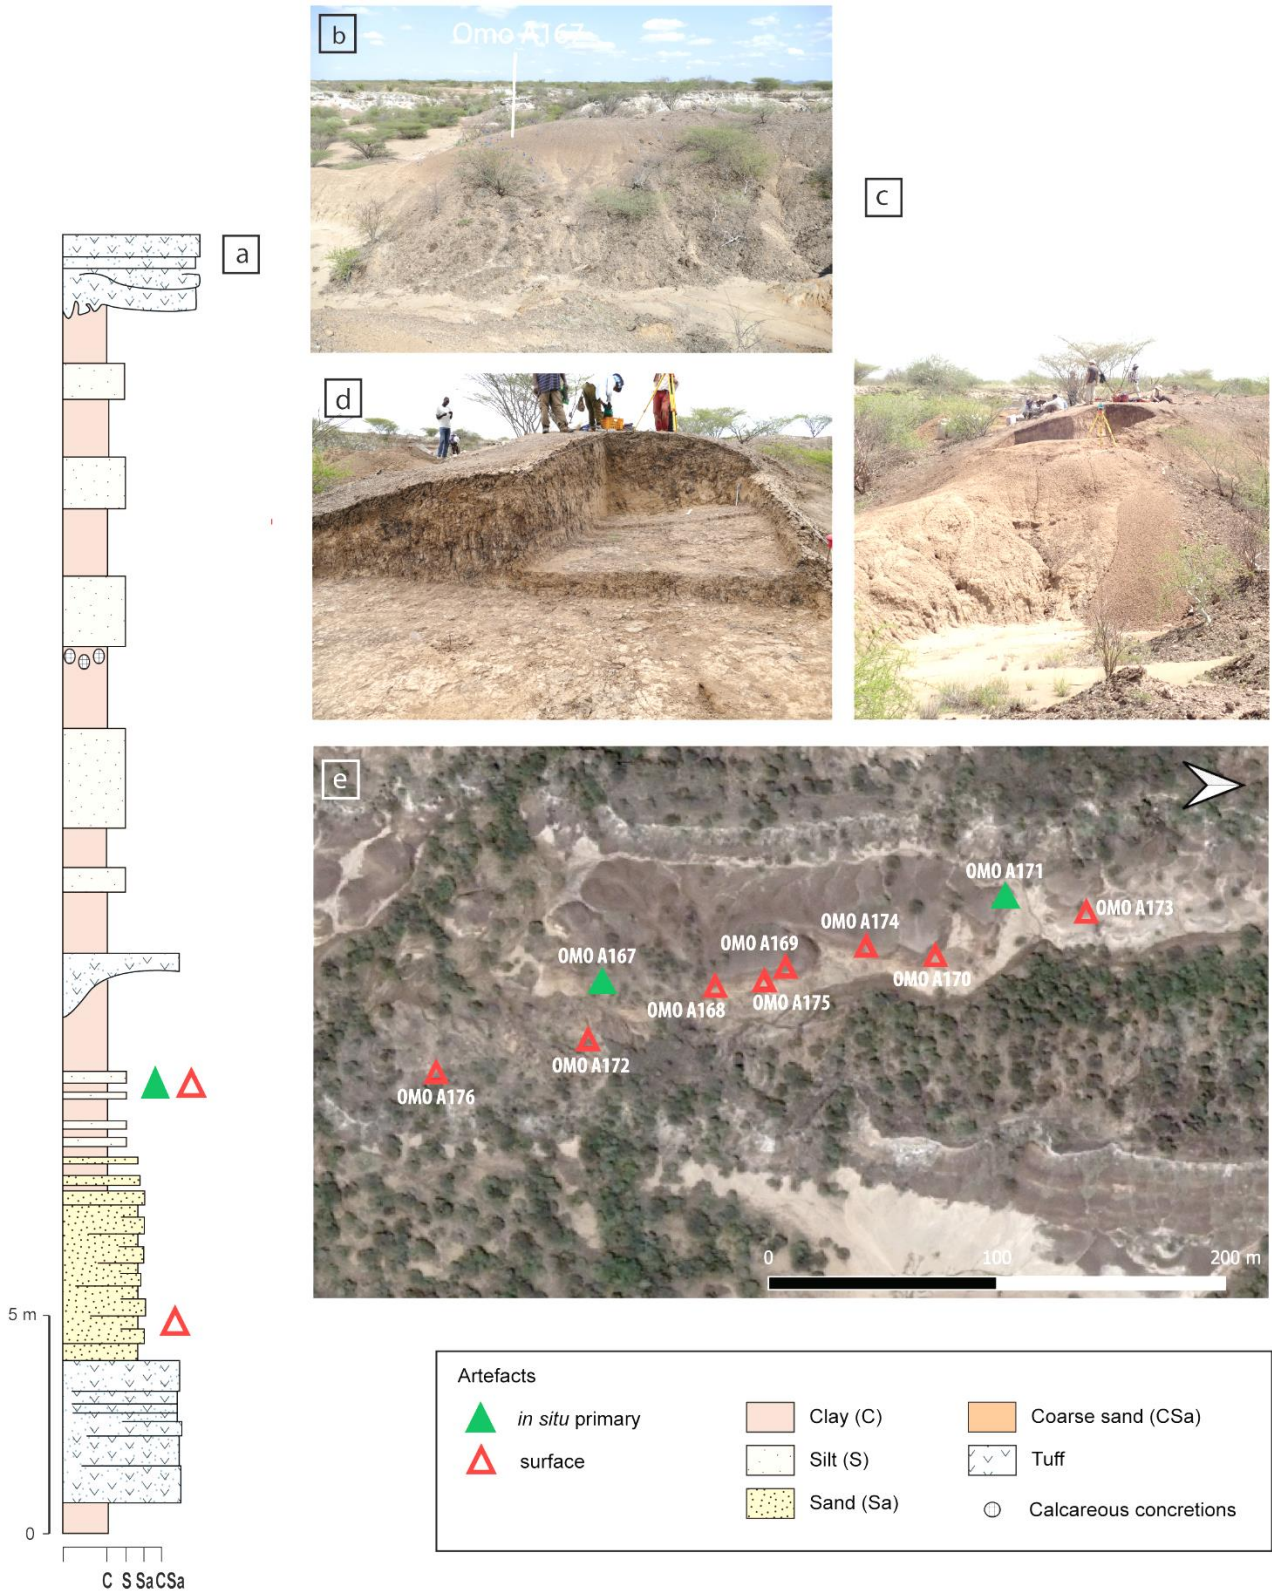 b
Omo A167
a
c
d
e
OMO A171
OMO A173
OMO A174
OMO A169
OMO A167
OMO A170
OMO A168
OMO A175
OMO A172
OMO A176
0 100 200 m
5 m
0
C S Sa CSa
Artefacts
in situ primary
surface
Clay (C)
Silt (S)
Sand (Sa)
Coarse sand (CSa)
Tuff
Calcareous concretions